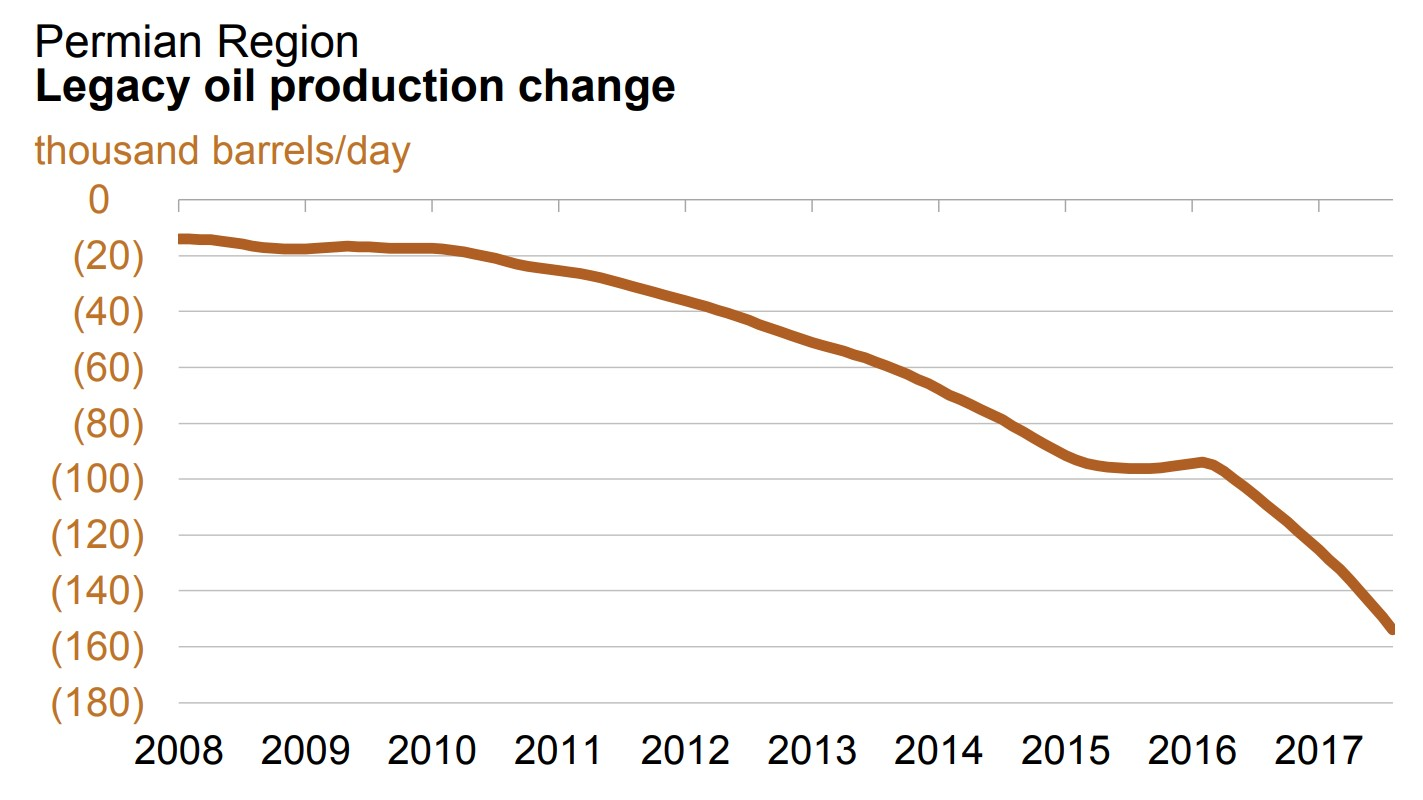 Permian Region
Legacy oil production change
thousand barrels/day
0
(20)
(40)
(60)
(80)
(100)
(120)
(140)
(160)
(180)
2008 2009 2010 2011 2012 2013 2014 2015 2016 2017